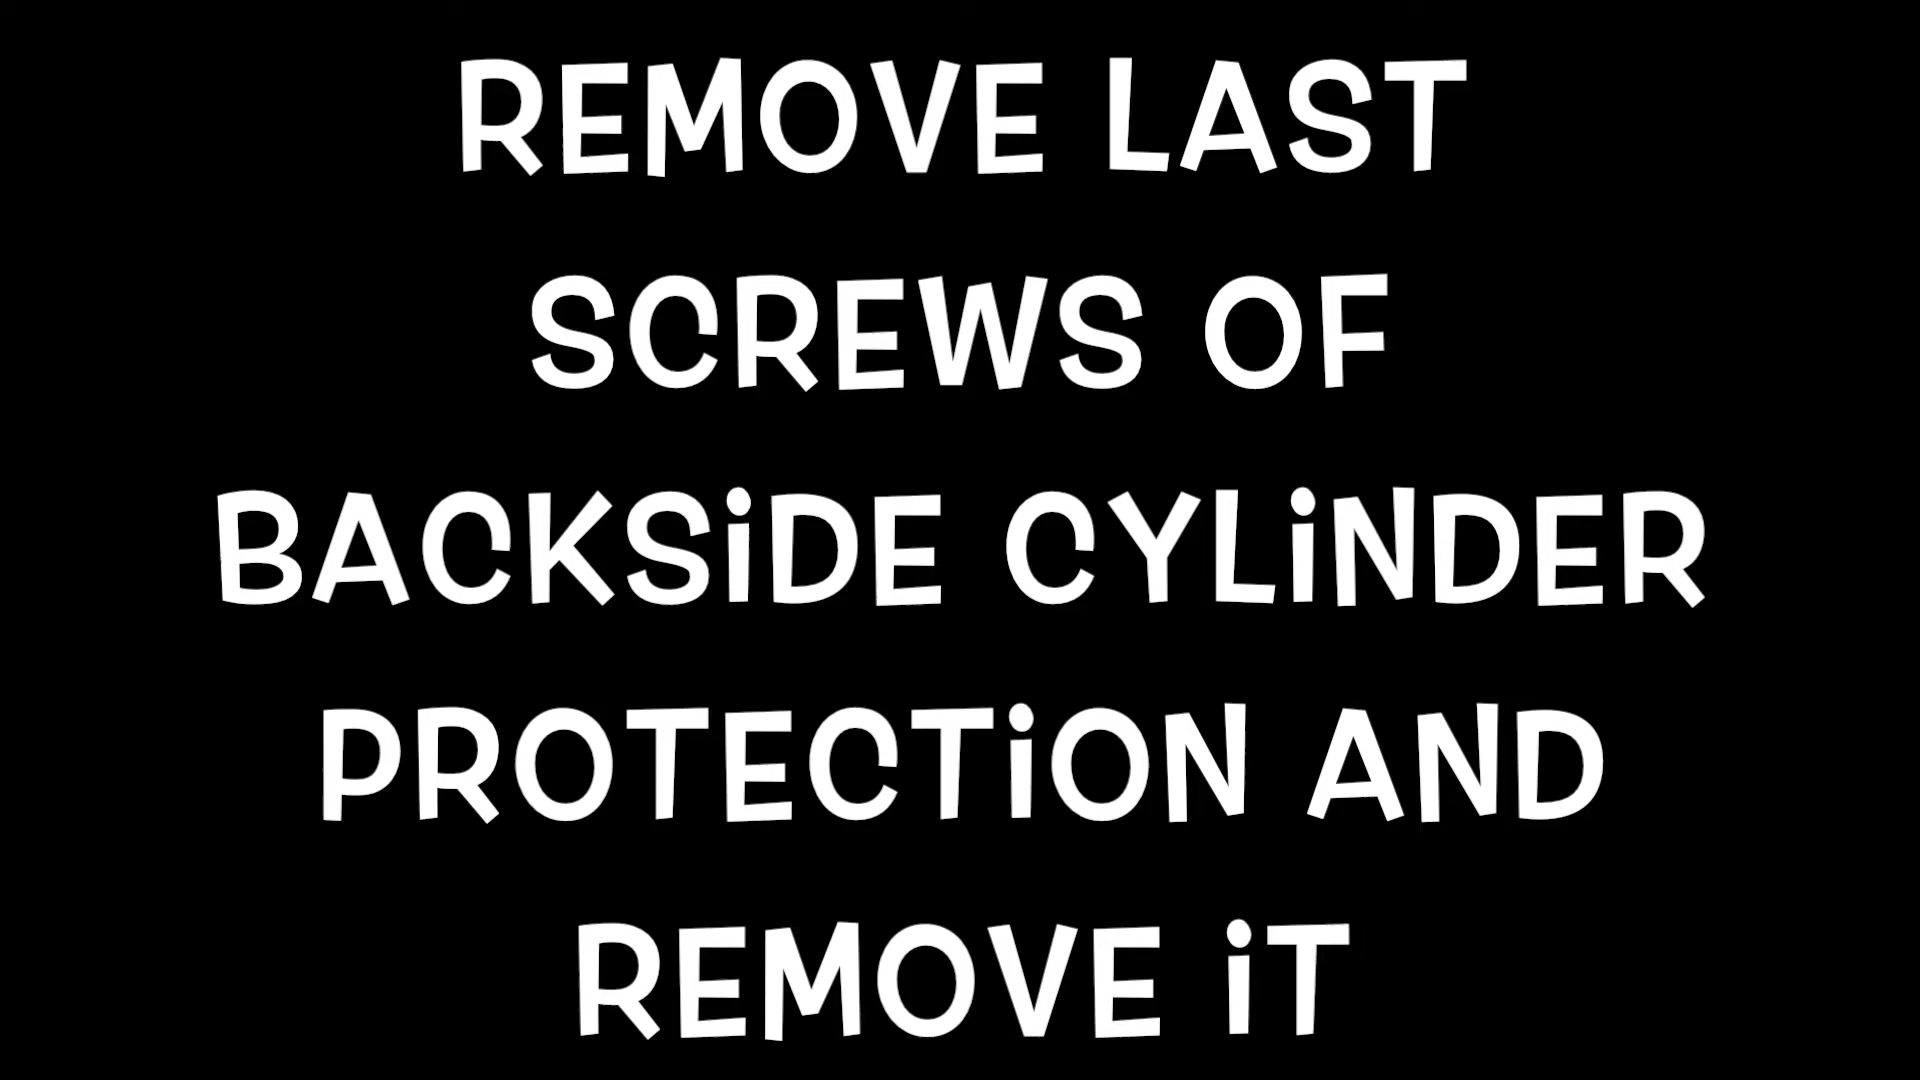 REMOVE LAST
SCREWS OF
BACKSiDE CYLiNDER
PROTECTiON AND
REMOVE iT